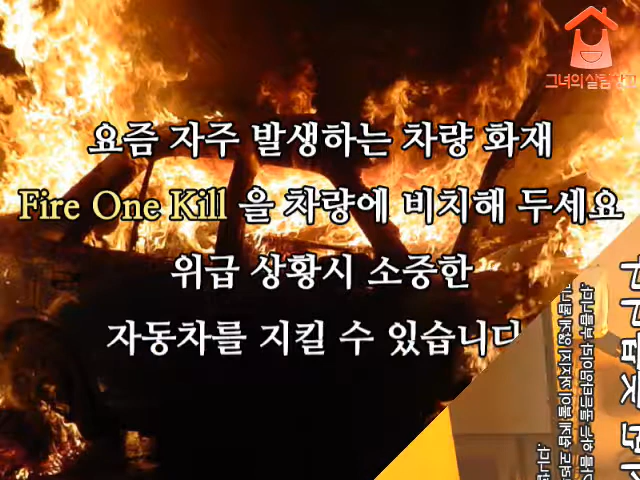 그녀의살림창고
요즘 자주 발생하는 차량 화재
Fire One Kill 을 차량에 비치해 두세요
위급 상황시 소중한
자동차를 지킬 수 있습니다